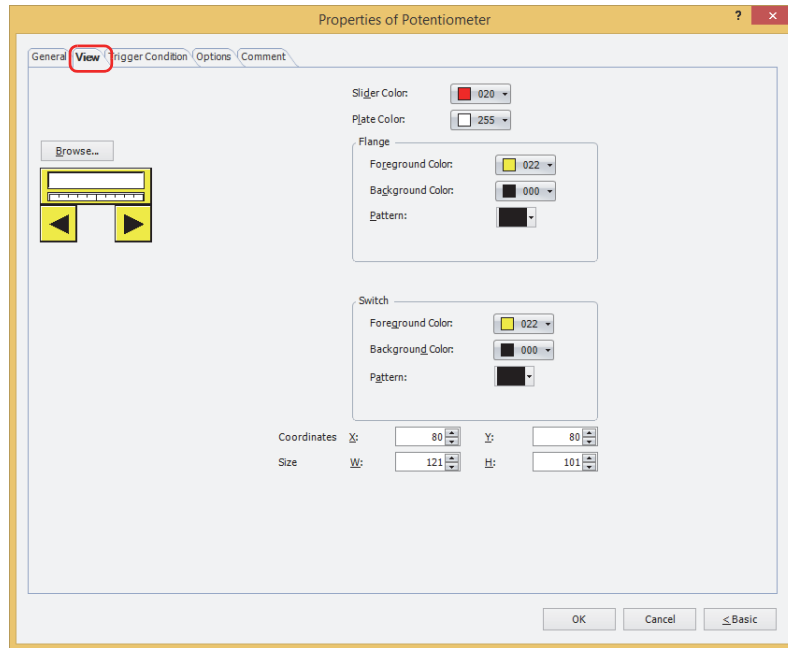 Properties of Potentiometer ? ×
General View Trigger Condition Options Comment
Slider Color: 020
Plate Color: 255
Browse...
Flange
Foreground Color: 022
Background Color: 000
Pattern:
Switch
Foreground Color: 022
Background Color: 000
Pattern:
Coordinates X: 80 Y: 80
Size W: 121 H: 101
OK Cancel < Basic